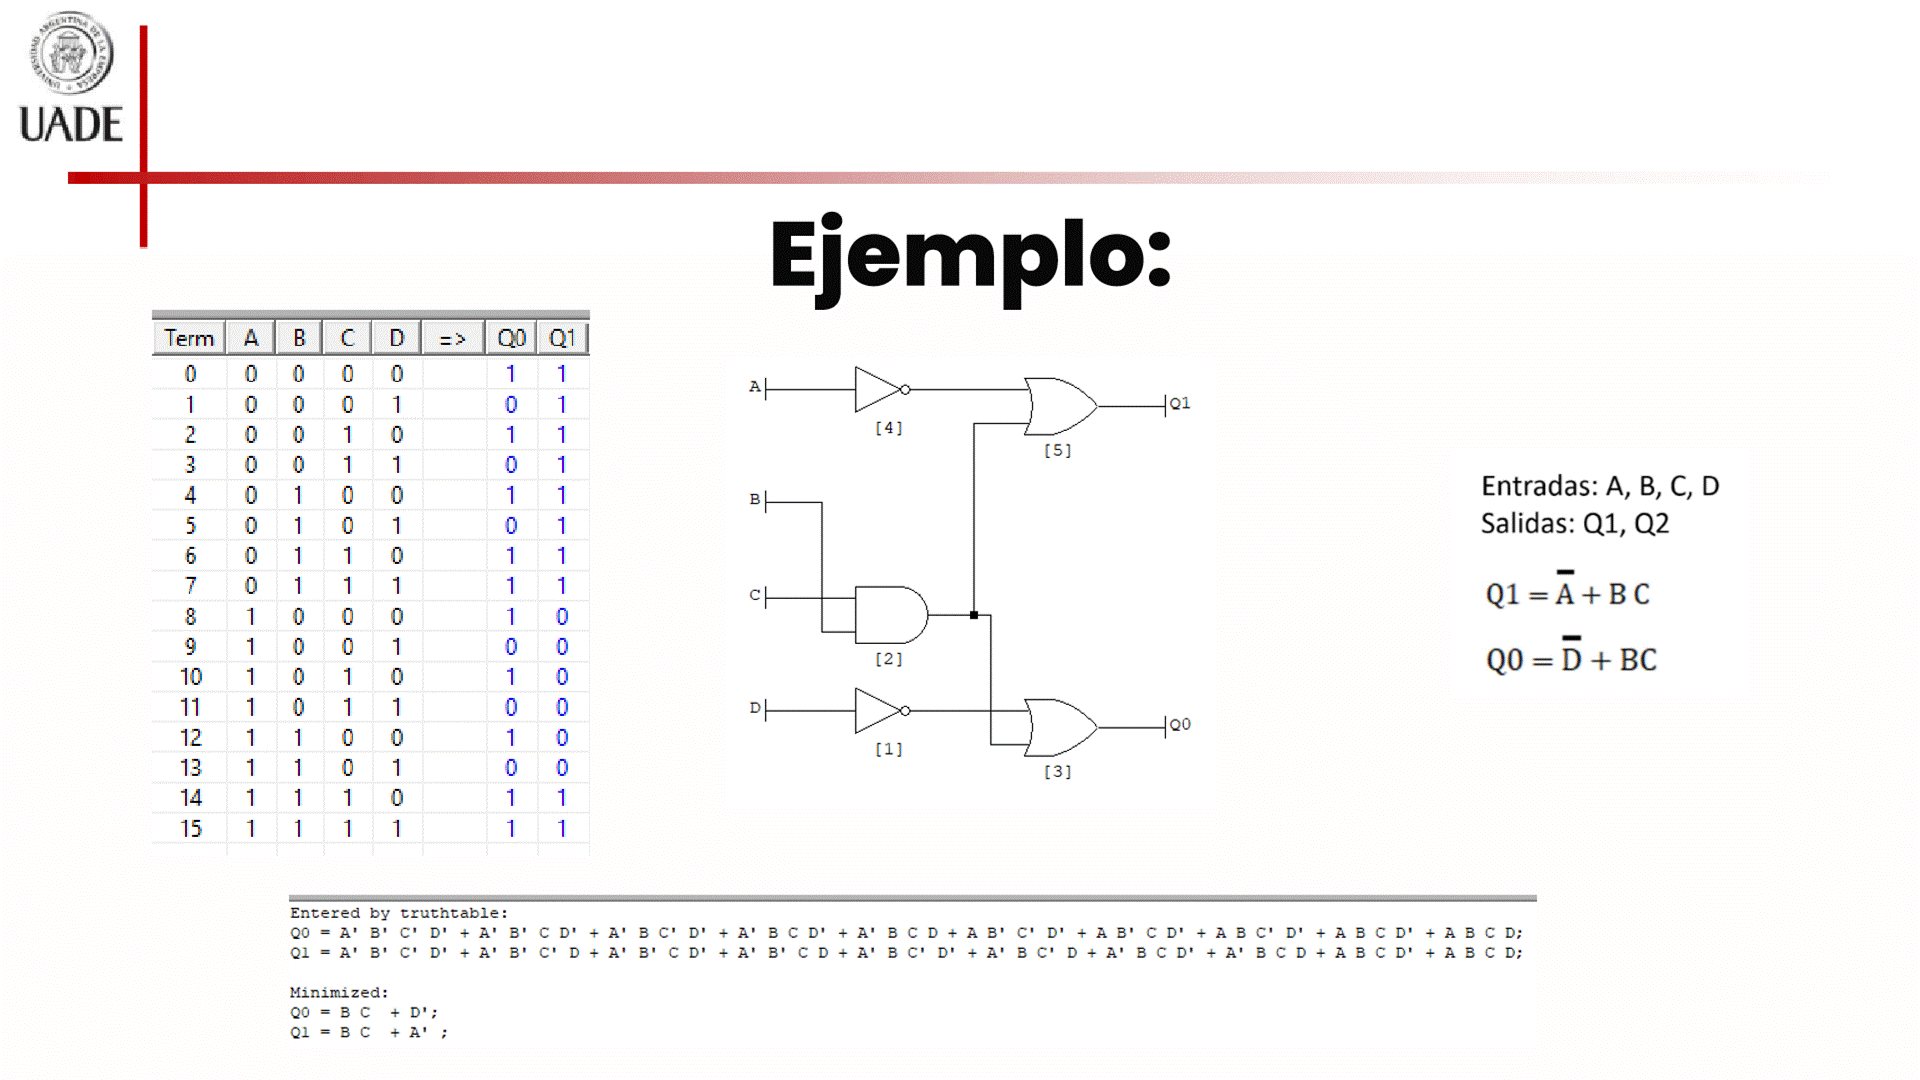 UNIVERSIDAD ARGENTINA DE LA EMPRESA
UADE
Ejemplo:
Term A B C D => Q0 Q1
0 0 0 0 0 1 1
1 0 0 0 1 0 1
2 0 0 1 0 1 1
3 0 0 1 1 0 1
4 0 1 0 0 1 1
5 0 1 0 1 0 1
6 0 1 1 0 1 1
7 0 1 1 1 1 1
8 1 0 0 0 1 0
9 1 0 0 1 0 0
10 1 0 1 0 1 0
11 1 0 1 1 0 0
12 1 1 0 0 1 0
13 1 1 0 1 0 0
14 1 1 1 0 1 1
15 1 1 1 1 1 1
A
[4]
Q1
[5]
B
C
[2]
D
[1]
Q0
[3]
Entradas: A, B, C, D
Salidas: Q1, Q2
Q1 = A̅ + B C
Q0 = D̅ + BC
Entered by truthtable:
Q0 = A' B' C' D' + A' B' C D' + A' B C' D' + A' B C D' + A' B C D + A B' C' D' + A B' C D' + A B C' D' + A B C D' + A B C D;
Q1 = A' B' C' D' + A' B' C' D + A' B' C D' + A' B' C D + A' B C' D' + A' B C' D + A' B C D' + A' B C D + A B C D' + A B C D;
Minimized:
Q0 = B C + D';
Q1 = B C + A' ;